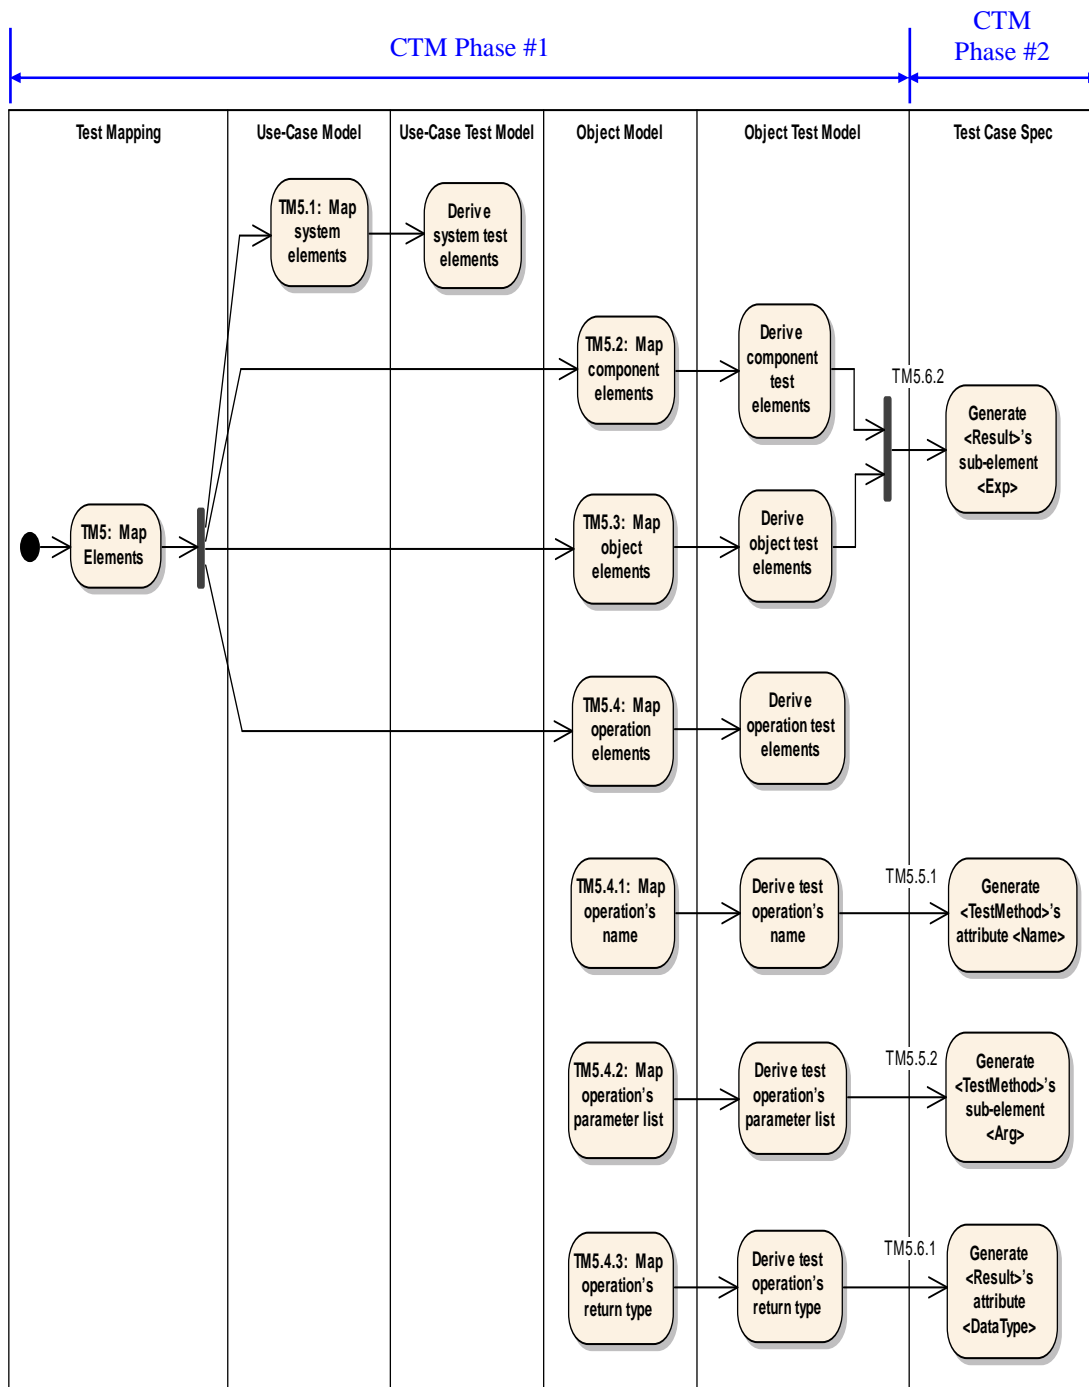 CTM Phase #1
CTM
Phase #2
Test Mapping
Use-Case Model
Use-Case Test Model
Object Model
Object Test Model
Test Case Spec
TM5.1: Map
system
elements
Derive
system test
elements
TM5.2: Map
component
elements
Derive
component
test
elements
TM5.6.2
Generate
<Result>'s
sub-element
<Exp>
TM5: Map
Elements
TM5.3: Map
object
elements
Derive
object test
elements
TM5.4: Map
operation
elements
Derive
operation test
elements
TM5.4.1: Map
operation's
name
Derive test
operation's
name
TM5.5.1
Generate
<TestMethod>'s
attribute <Name>
TM5.4.2: Map
operation's
parameter list
Derive test
operation's
parameter list
TM5.5.2
Generate
<TestMethod>'s
sub-element
<Arg>
TM5.4.3: Map
operation's
return type
Derive test
operation's
return type
TM5.6.1
Generate
<Result>'s
attribute
<DataType>